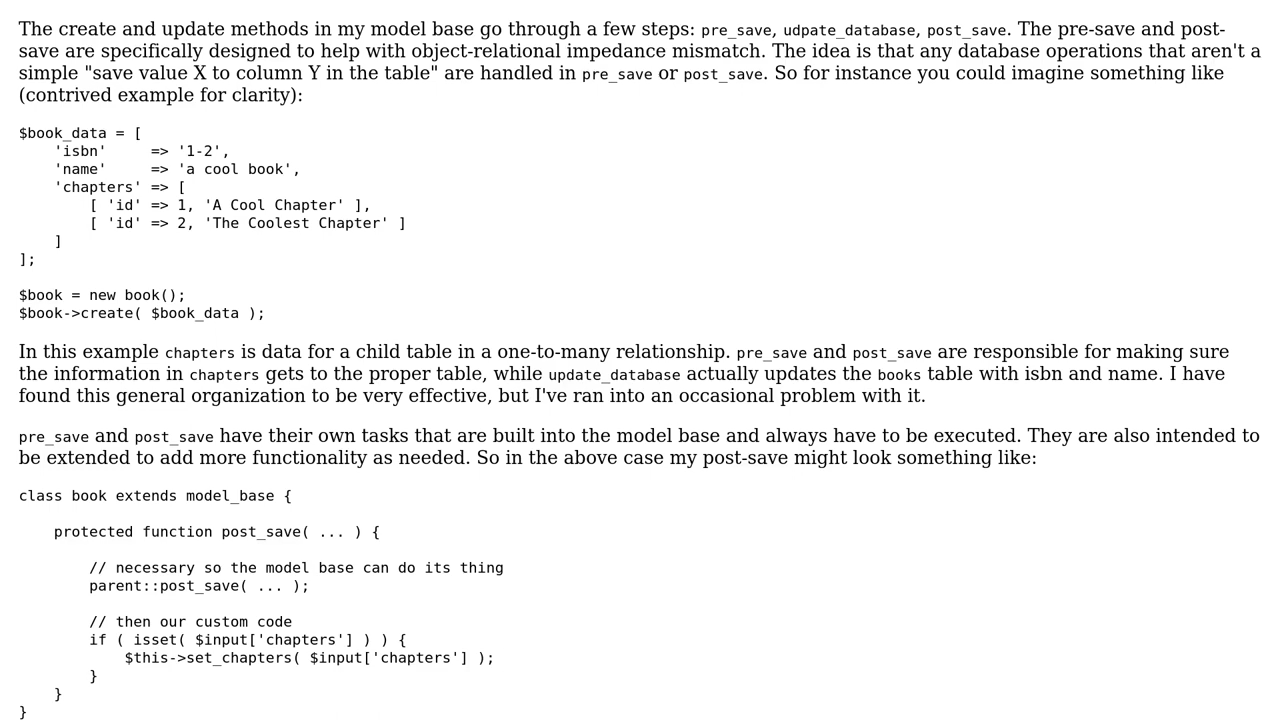 The create and update methods in my model base go through a few steps: pre_save, udpate_database, post_save. The pre-save and post-
save are specifically designed to help with object-relational impedance mismatch. The idea is that any database operations that aren't a
simple "save value X to column Y in the table" are handled in pre_save or post_save. So for instance you could imagine something like
(contrived example for clarity):
$book_data = [
    'isbn'     => '1-2',
    'name'     => 'a cool book',
    'chapters' => [
        [ 'id' => 1, 'A Cool Chapter' ],
        [ 'id' => 2, 'The Coolest Chapter' ]
    ]
];
$book = new book();
$book->create( $book_data );
In this example chapters is data for a child table in a one-to-many relationship. pre_save and post_save are responsible for making sure
the information in chapters gets to the proper table, while update_database actually updates the books table with isbn and name. I have
found this general organization to be very effective, but I've ran into an occasional problem with it.
pre_save and post_save have their own tasks that are built into the model base and always have to be executed. They are also intended to
be extended to add more functionality as needed. So in the above case my post-save might look something like:
class book extends model_base {
    protected function post_save( ... ) {
        // necessary so the model base can do its thing
        parent::post_save( ... );
        // then our custom code
        if ( isset( $input['chapters'] ) ) {
            $this->set_chapters( $input['chapters'] );
        }
    }
}